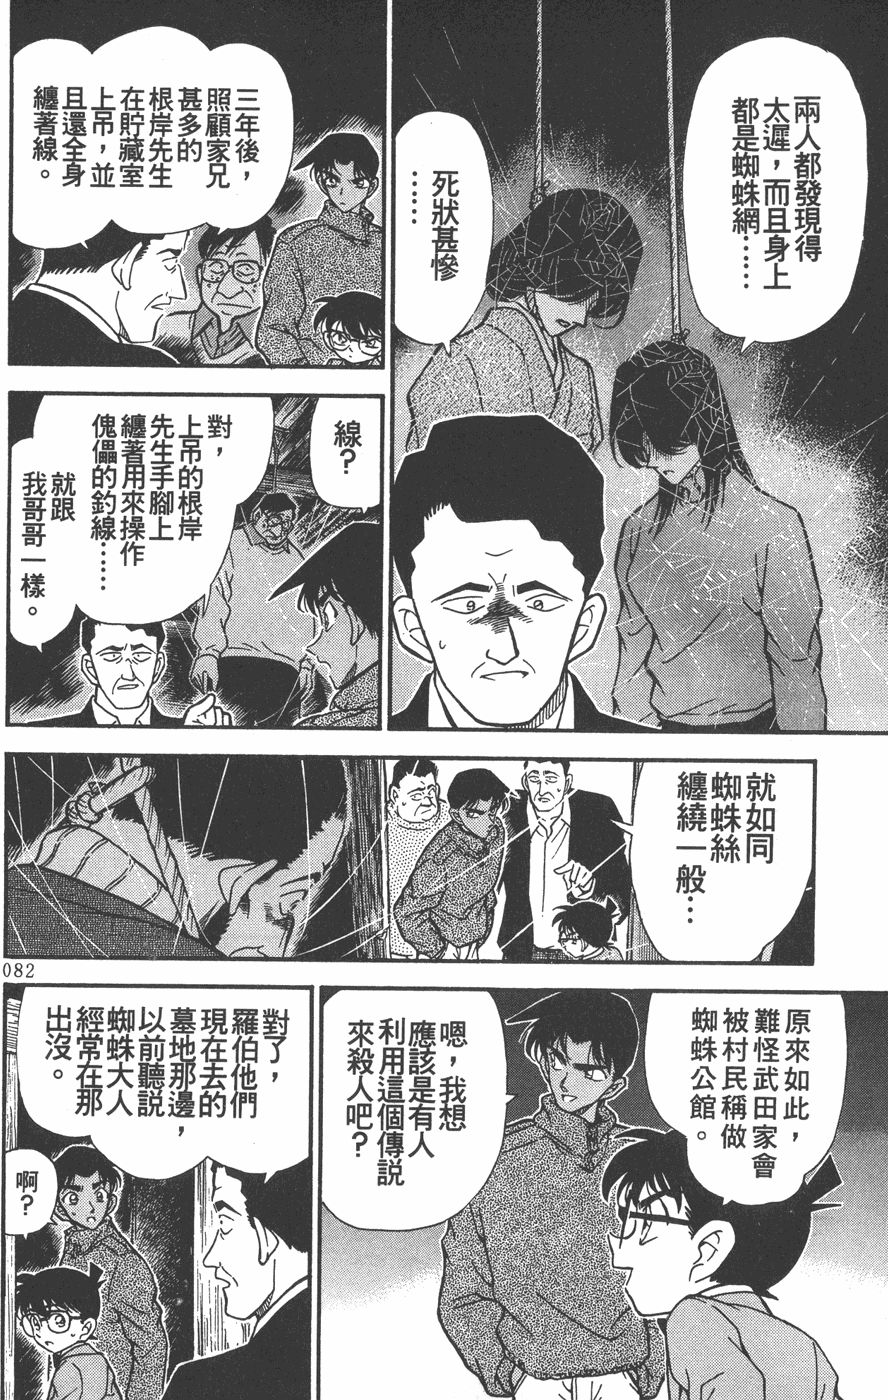 兩人都發現得
太遲，而且身上
都是蜘蛛網……
死狀甚慘
……
三年後，
照顧家兄
甚多的
根岸先生
在貯藏室
上吊，並
且還全身
纏著線。
線？
對，
上吊的根岸
先生手腳上
纏著用來操作
傀儡的釣線……
就跟
我哥哥一樣。
就如同
蜘蛛絲
纏繞一般…
原來如此，
難怪武田家會
被村民稱做
蜘蛛公館。
嗯，我想
應該是有人
利用這個傳說
來殺人吧？
對了，
羅伯他們
現在去的
墓地那邊，
以前聽說
蜘蛛大人
經常在那
出沒。
啊？
082